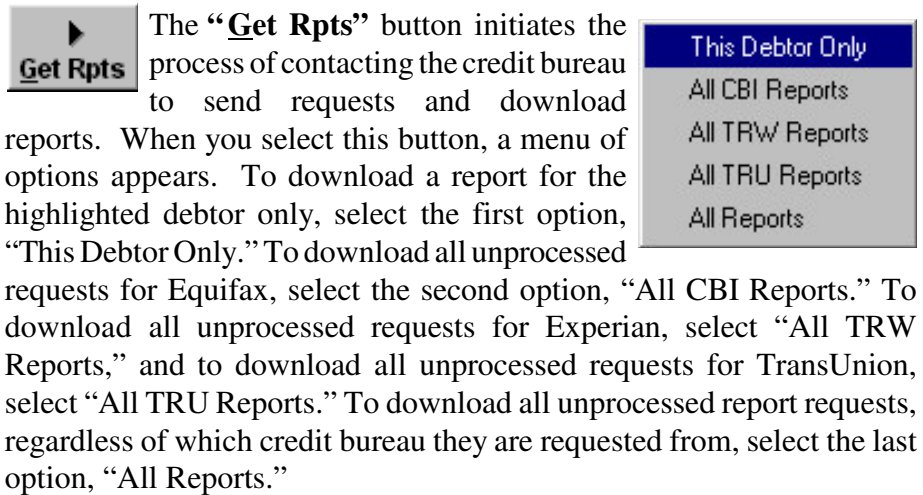 Get Rpts
The “Get Rpts” button initiates the
process of contacting the credit bureau
to send requests and download
reports. When you select this button, a menu of
options appears. To download a report for the
highlighted debtor only, select the first option,
“This Debtor Only.” To download all unprocessed
requests for Equifax, select the second option, “All CBI Reports.” To
download all unprocessed requests for Experian, select “All TRW
Reports,” and to download all unprocessed requests for TransUnion,
select “All TRU Reports.” To download all unprocessed report requests,
regardless of which credit bureau they are requested from, select the last
option, “All Reports.”
This Debtor Only
All CBI Reports
All TRW Reports
All TRU Reports
All Reports